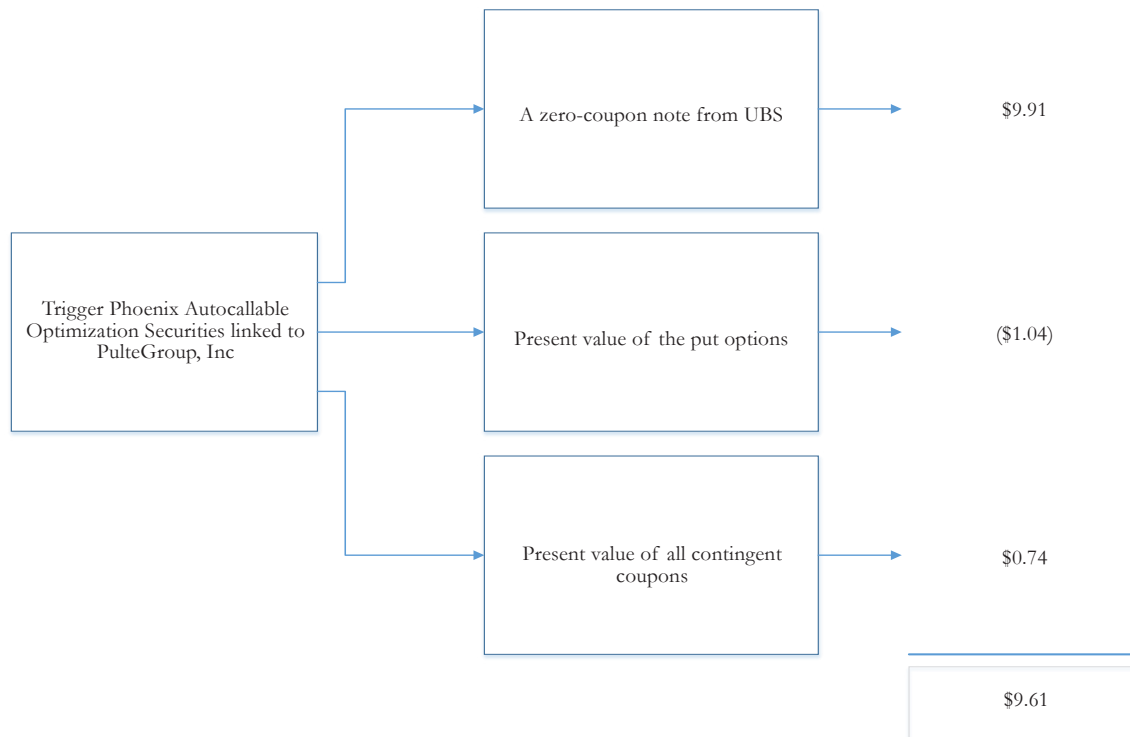 A zero-coupon note from UBS
$9.91
Trigger Phoenix Autocallable
Optimization Securities linked to
PulteGroup, Inc
Present value of the put options
($1.04)
Present value of all contingent
coupons
$0.74
$9.61